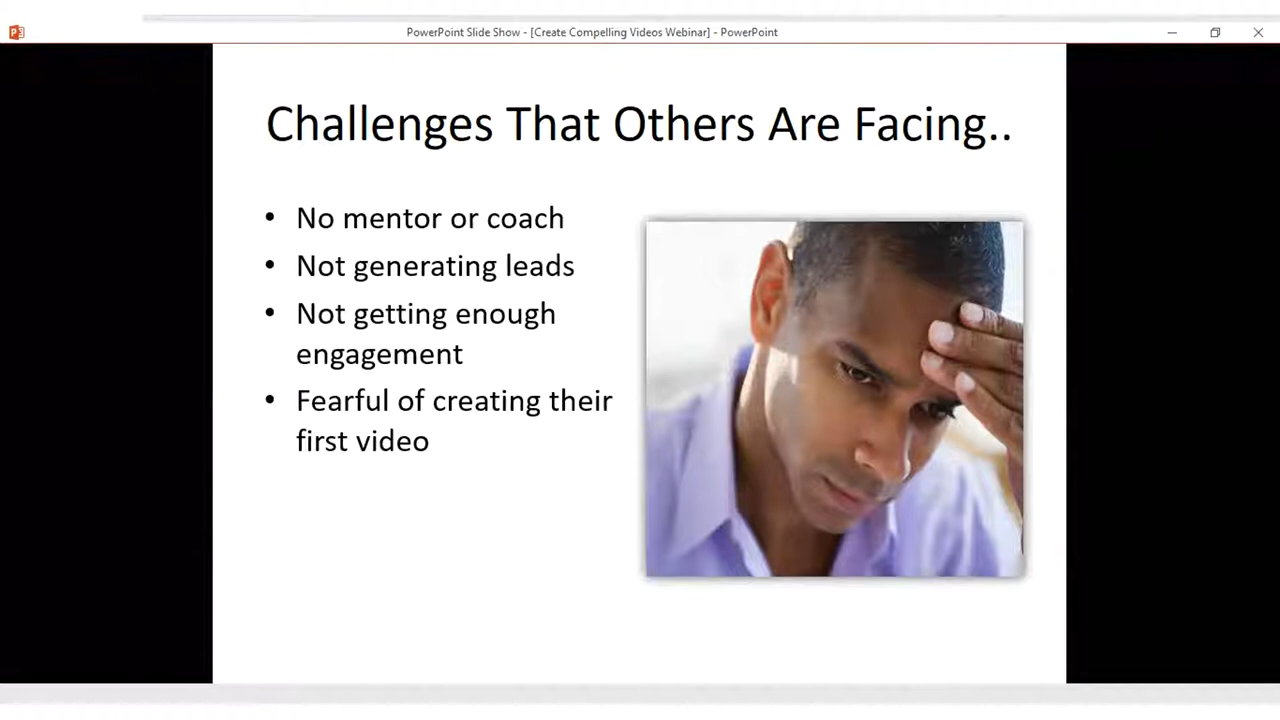 PowerPoint Slide Show - [Create Compelling Videos Webinar] - PowerPoint
Challenges That Others Are Facing..
• No mentor or coach
• Not generating leads
• Not getting enough
engagement
• Fearful of creating their
first video